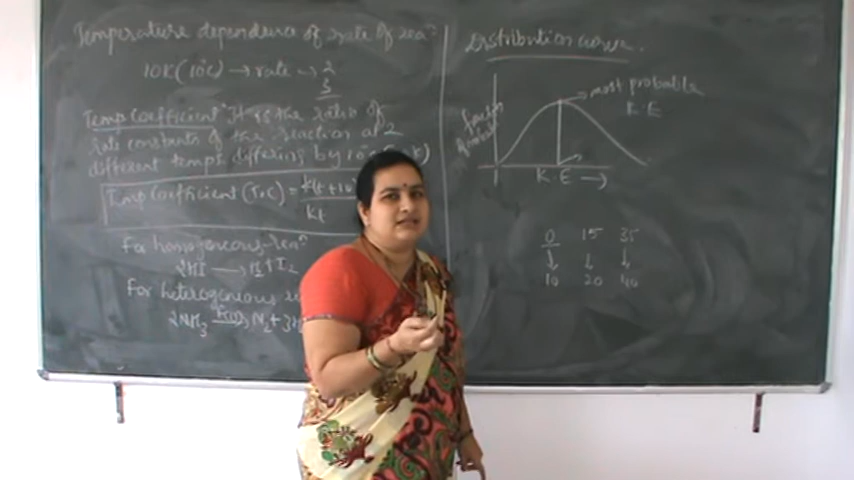 Temperature dependence of rate of rea?
10K (10°C) → rate → 2
3
Temp Coefficient It is the ratio of
rate constants of the reaction at 2
different temps differing by 10°C
Temp Coefficient (T.C) = K(t + 10°
Kt
For homogeneous rea?
2HI → H2 + I2
For heterogeneous
2NH3 → N2 + 3H2
Distribution curve.
most probable
K.E
K.E →
0 15 35
↓ ↓ ↓
10 20 40